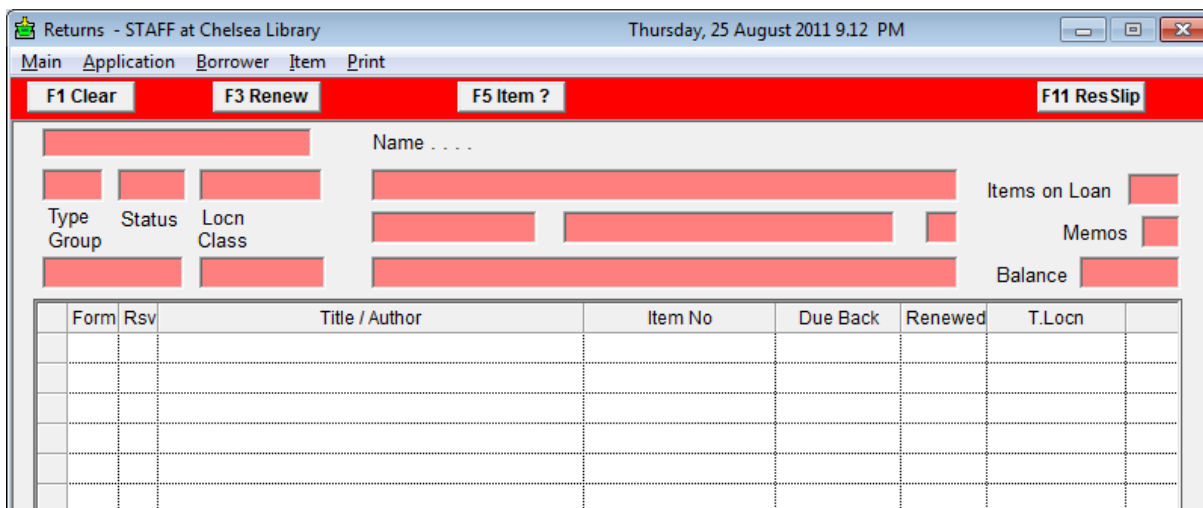 Returns - STAFF at Chelsea Library Thursday, 25 August 2011 9.12 PM
Main Application Borrower Item Print
F1 Clear F3 Renew F5 Item ? F11 ResSlip
Name . . . .
Items on Loan
Type Status Locn
Group Class
Memos
Balance
Form Rsv Title / Author Item No Due Back Renewed T.Locn